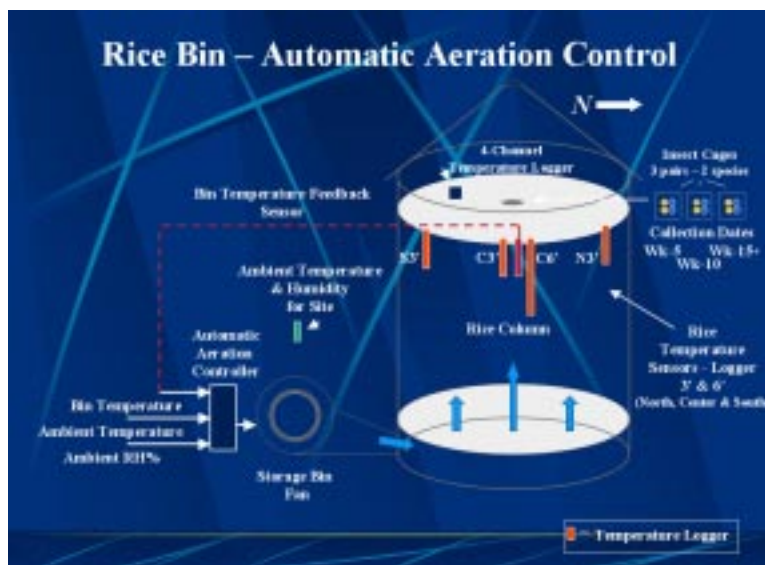 Rice Bin – Automatic Aeration Control
N
4-Channel
Temperature Logger
Insect Cages
3 pairs – 2 species
Bin Temperature Feedback
Sensor
Collection Dates
Wk-5 Wk-15+
Wk-10
S3' C3' C6' N3'
Ambient Temperature
& Humidity
for Site
Rice Column
Automatic
Aeration
Controller
Rice
Temperature
Sensors – Logger
3' & 6'
(North, Center & South)
Bin Temperature
Ambient Temperature
Ambient RH%
Storage Bin
Fan
= Temperature Logger